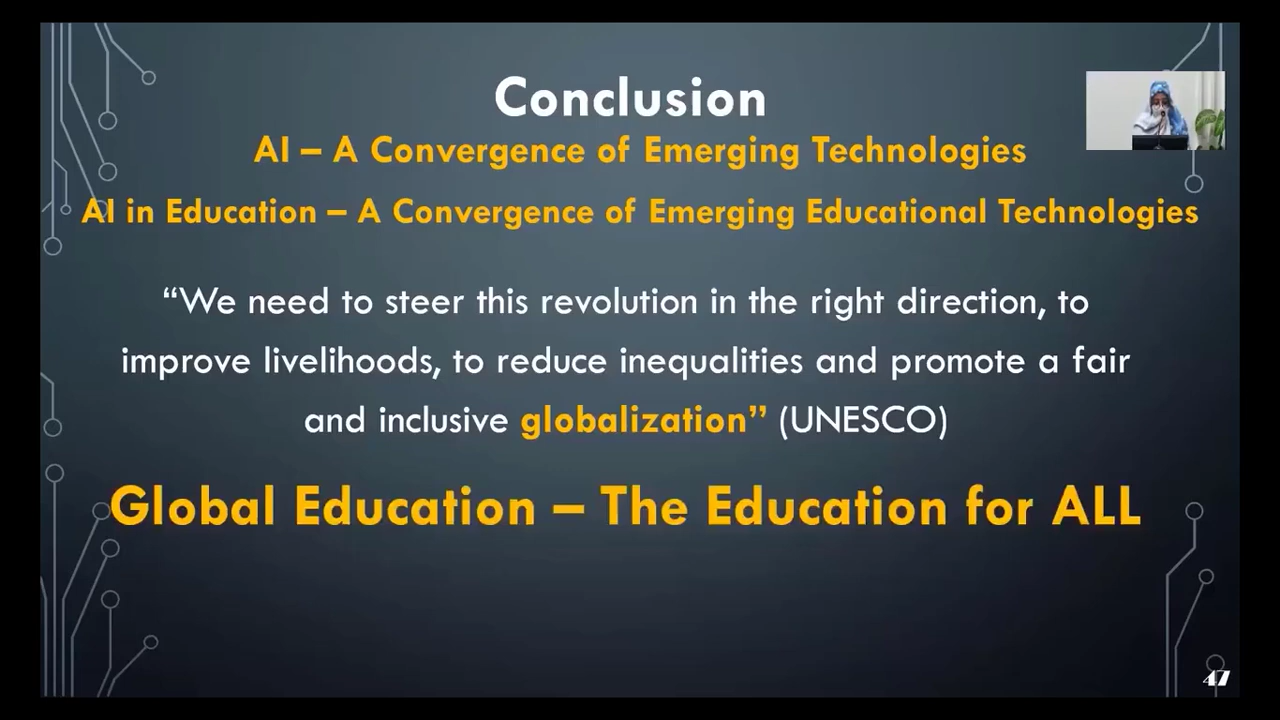 Conclusion
AI – A Convergence of Emerging Technologies
AI in Education – A Convergence of Emerging Educational Technologies
“We need to steer this revolution in the right direction, to
improve livelihoods, to reduce inequalities and promote a fair
and inclusive globalization” (UNESCO)
Global Education – The Education for ALL
47